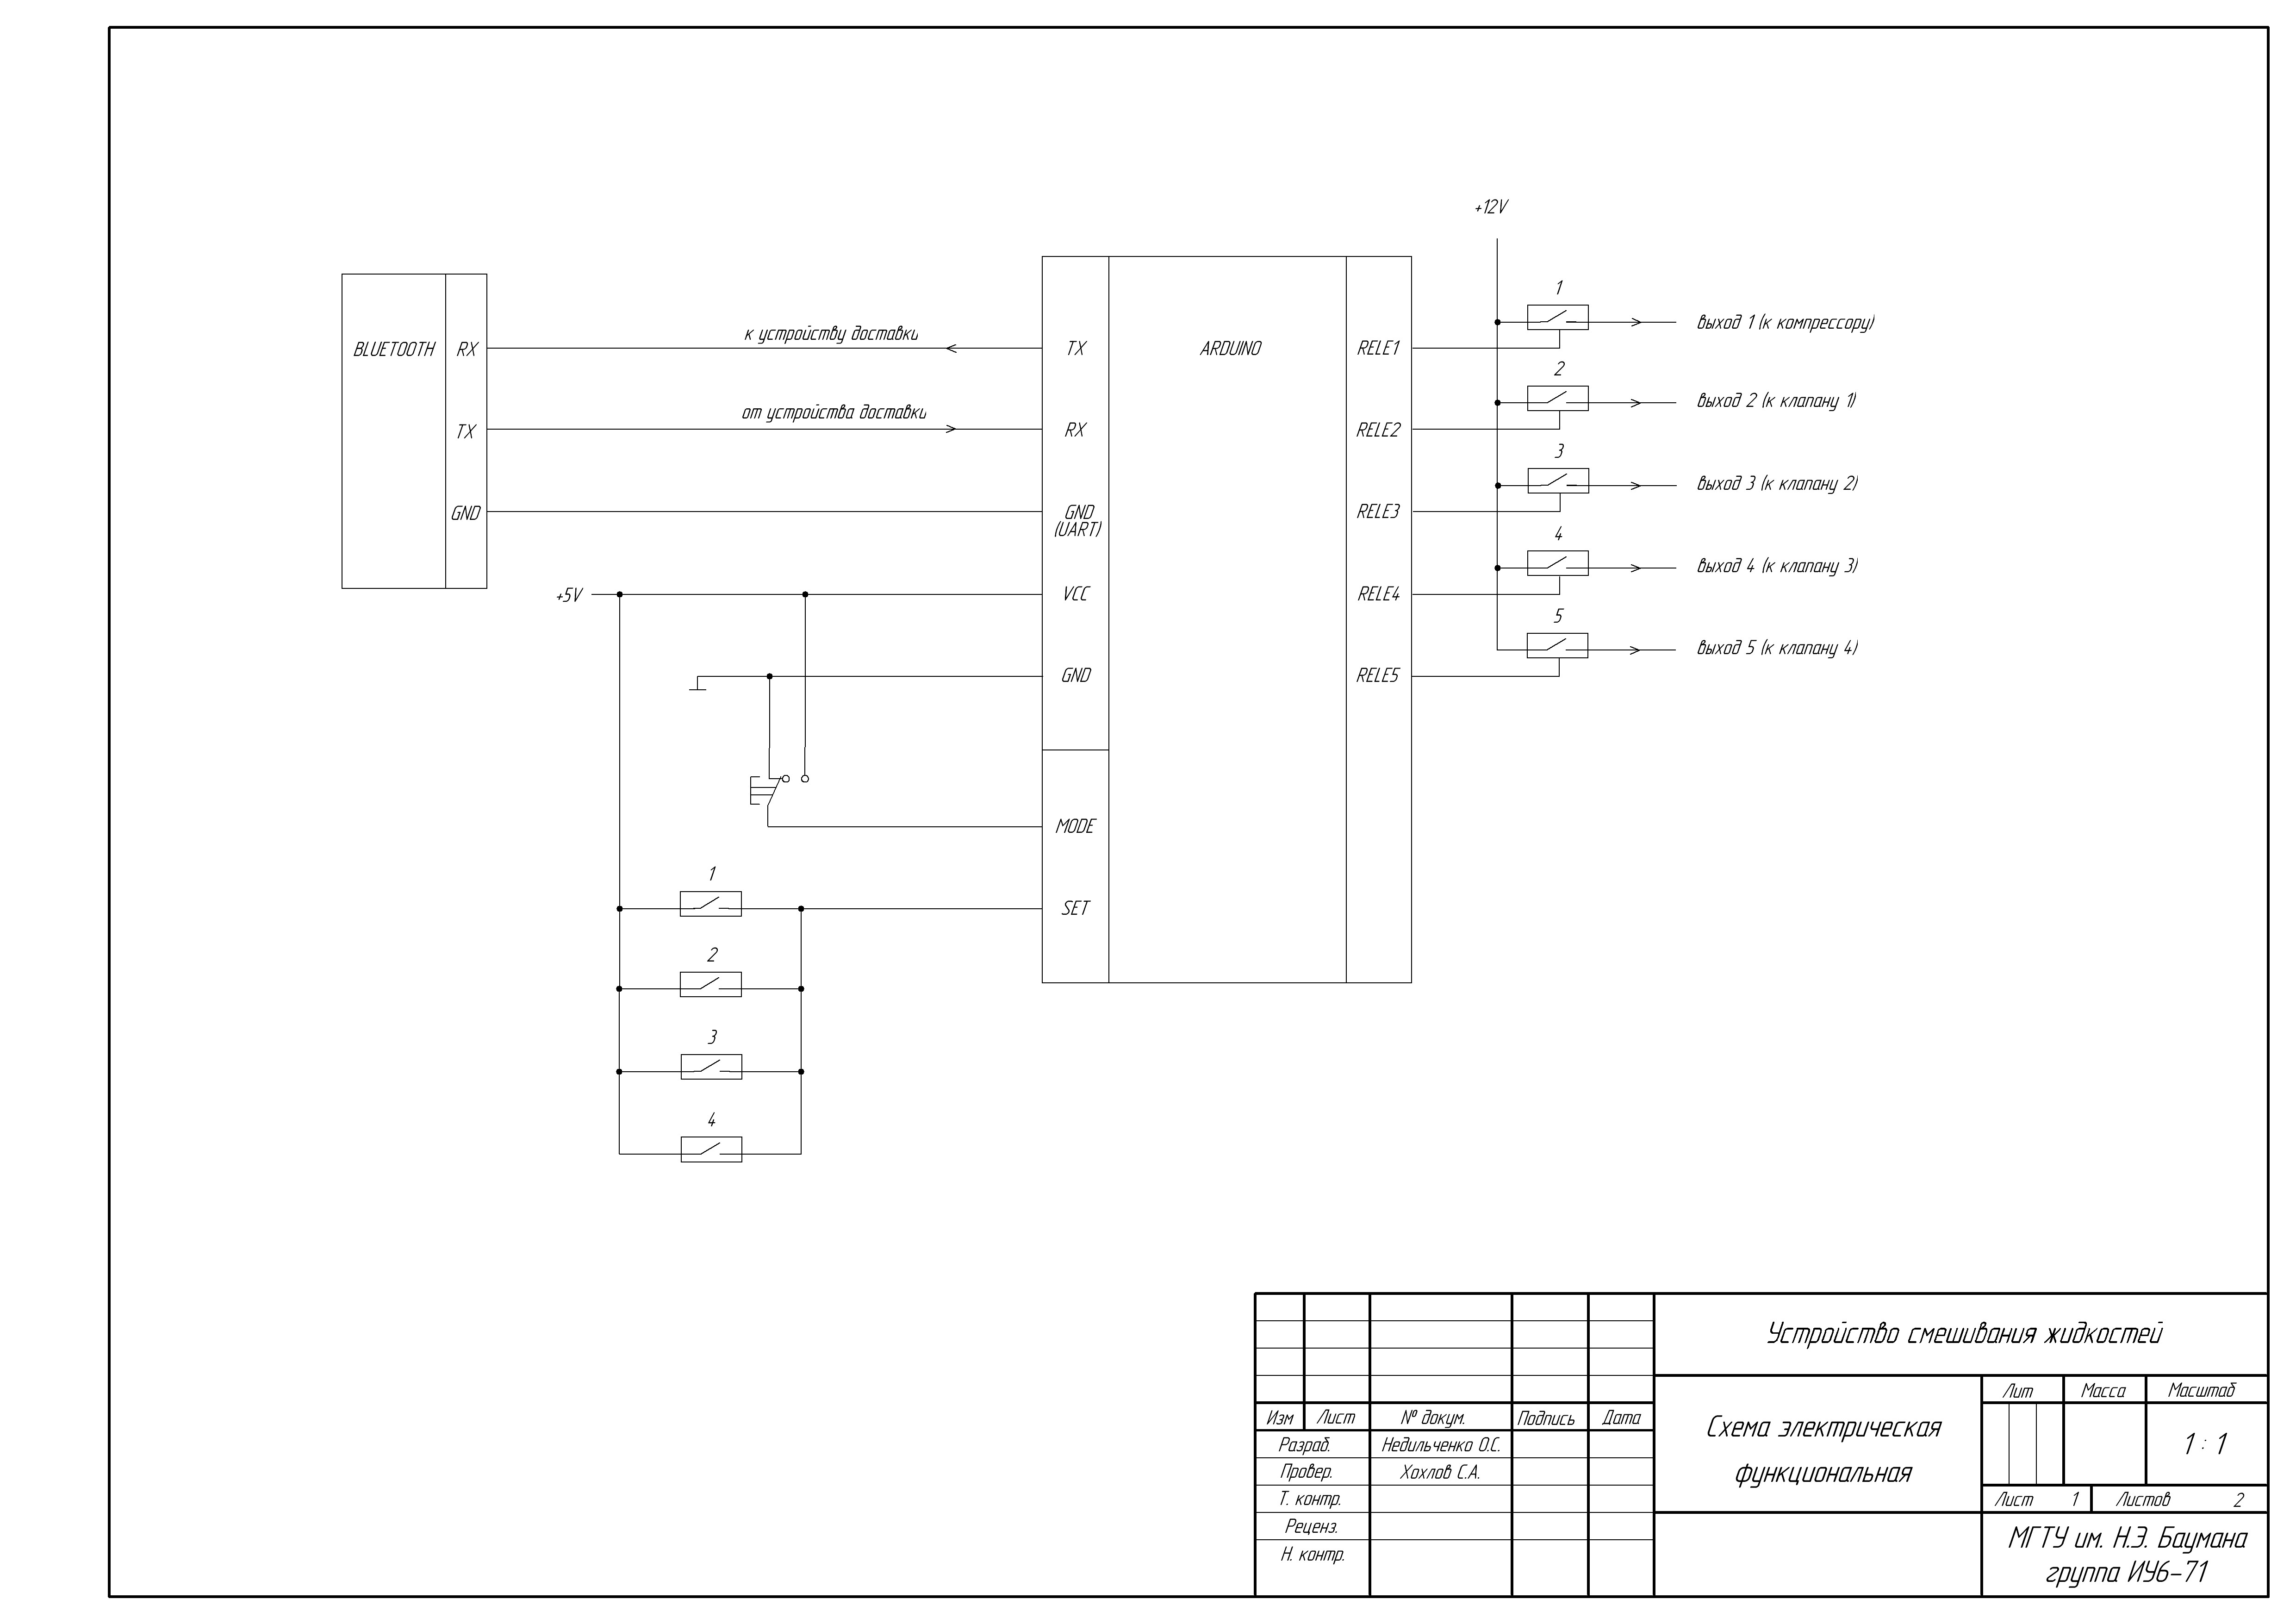 +12V
BLUETOOTH
RX
TX
GND
к устройству доставки
от устройства доставки
+5V
TX
RX
GND
(UART)
VCC
GND
MODE
SET
ARDUINO
RELE1
RELE2
RELE3
RELE4
RELE5
1
выход 1 (к компрессору)
2
выход 2 (к клапану 1)
3
выход 3 (к клапану 2)
4
выход 4 (к клапану 3)
5
выход 5 (к клапану 4)
1
2
3
4
Устройство смешивания жидкостей
Изм Лист № докум. Подпись Дата
Разраб. Недильченко О.С.
Провер. Хохлов С.А.
Т. контр.
Реценз.
Н. контр.
Схема электрическая
функциональная
Лит Масса Масштаб
1 : 1
Лист 1 Листов 2
МГТУ им. Н.Э. Баумана
группа ИУ6-71